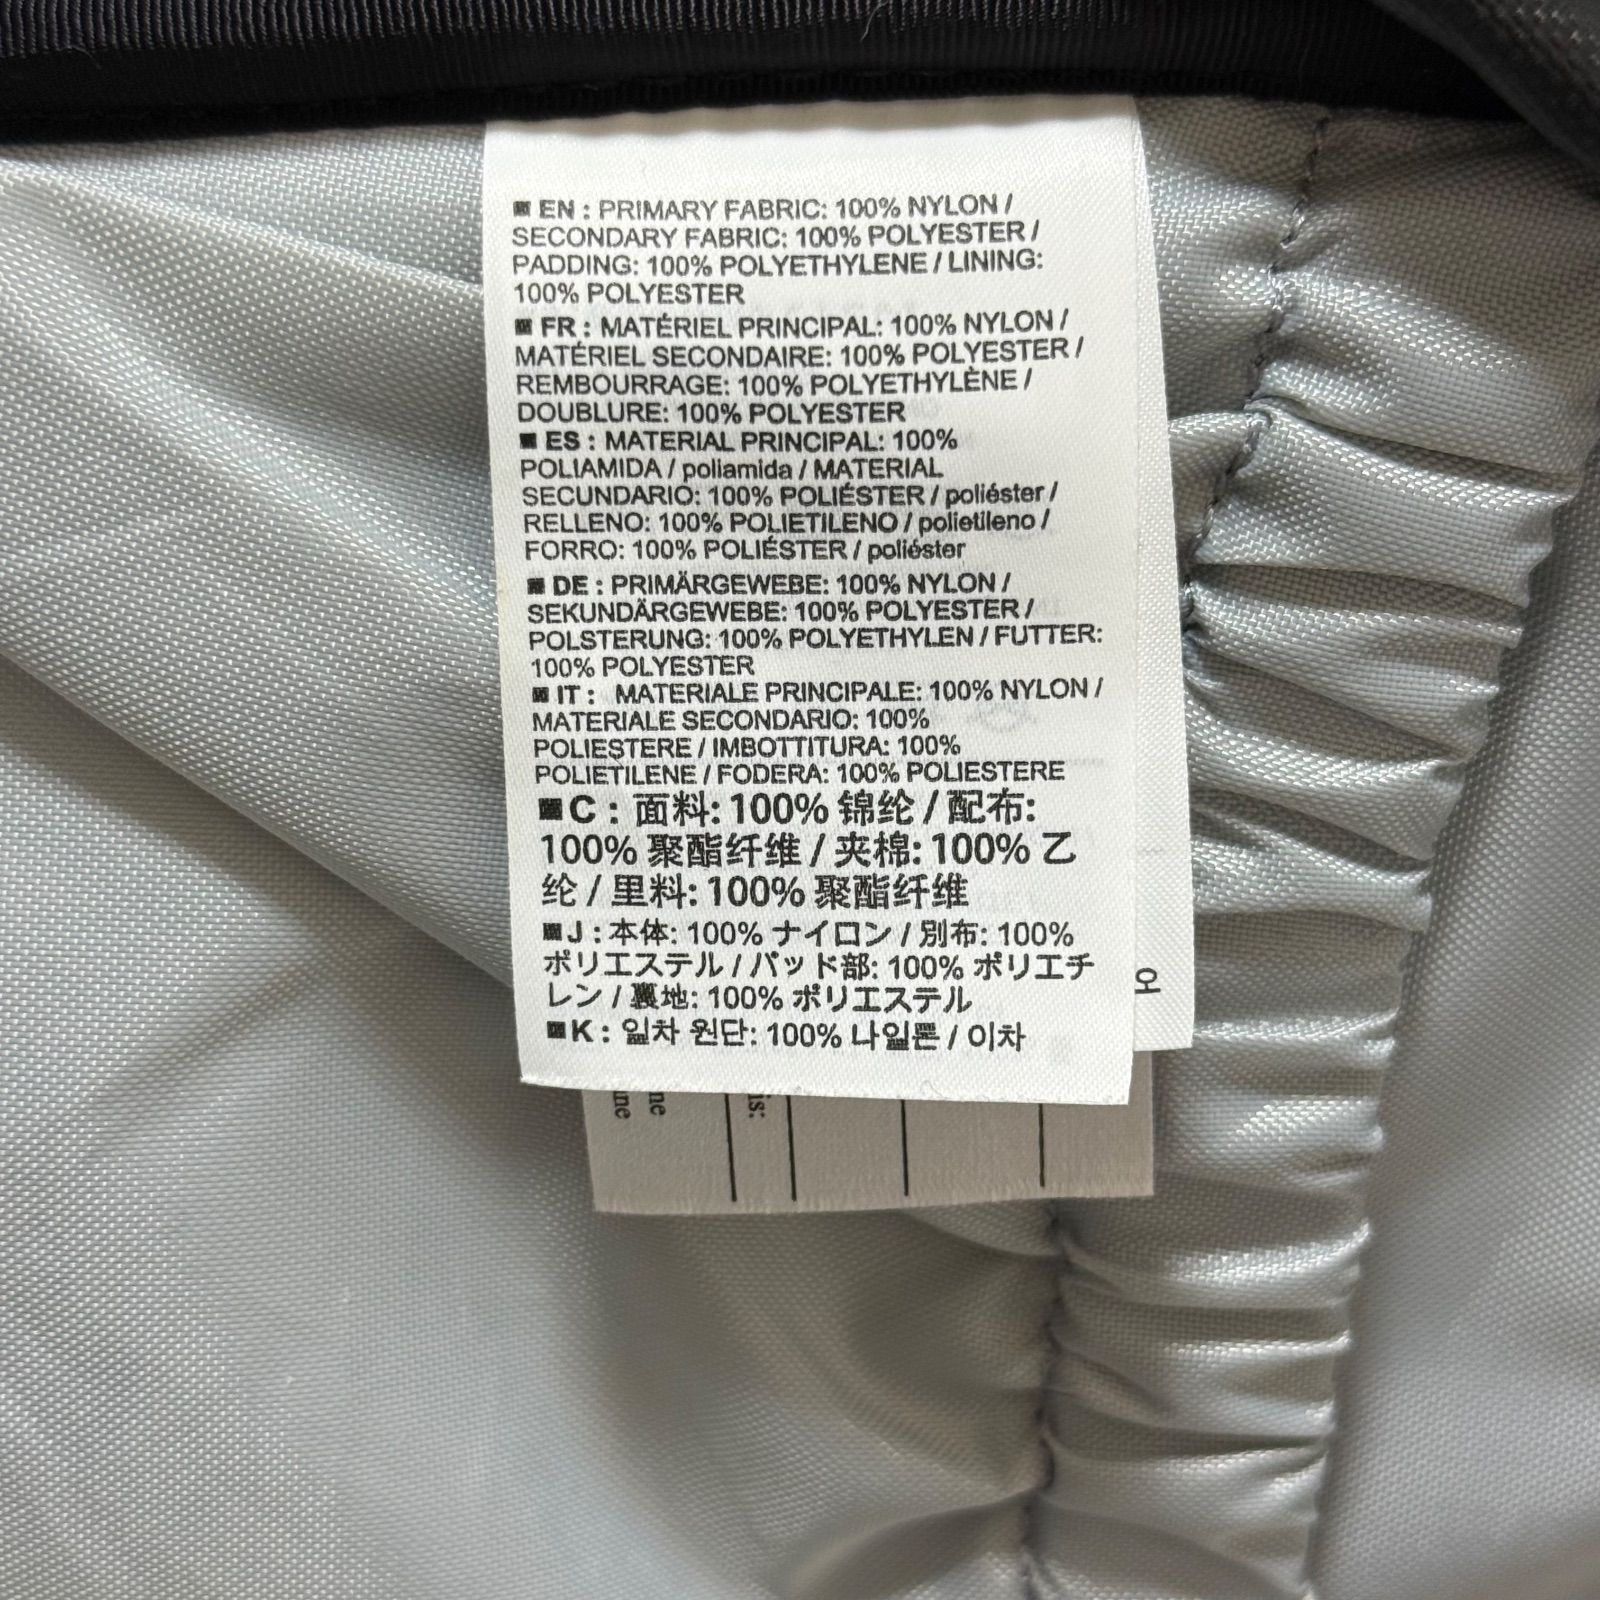 EN : PRIMARY FABRIC: 100% NYLON /
SECONDARY FABRIC: 100% POLYESTER /
PADDING: 100% POLYETHYLENE / LINING:
100% POLYESTER
FR : MATÉRIEL PRINCIPAL: 100% NYLON /
MATÉRIEL SECONDAIRE: 100% POLYESTER /
REMBOURRAGE: 100% POLYETHYLÈNE /
DOUBLURE: 100% POLYESTER
ES : MATERIAL PRINCIPAL: 100%
POLIAMIDA / poliamida / MATERIAL
SECUNDARIO: 100% POLIÉSTER / poliéster /
RELLENO: 100% POLIETILENO / polietileno /
FORRO: 100% POLIÉSTER / poliéster
DE : PRIMÄRGEWEBE: 100% NYLON /
SEKUNDÄRGEWEBE: 100% POLYESTER /
POLSTERUNG: 100% POLYETHYLEN / FUTTER:
100% POLYESTER
IT : MATERIALE PRINCIPALE: 100% NYLON /
MATERIALE SECONDARIO: 100%
POLIESTERE / IMBOTTITURA: 100%
POLIETILENE / FODERA: 100% POLIESTERE
C : 面料: 100% 锦纶 / 配布:
100% 聚酯纤维 / 夹棉: 100% 乙
纶 / 里料: 100% 聚酯纤维
J : 本体: 100% ナイロン / 別布: 100%
ポリエステル / パッド部: 100% ポリエチ
レン / 裏地: 100% ポリエステル
K : 일차 원단: 100% 나일론 / 이차
오